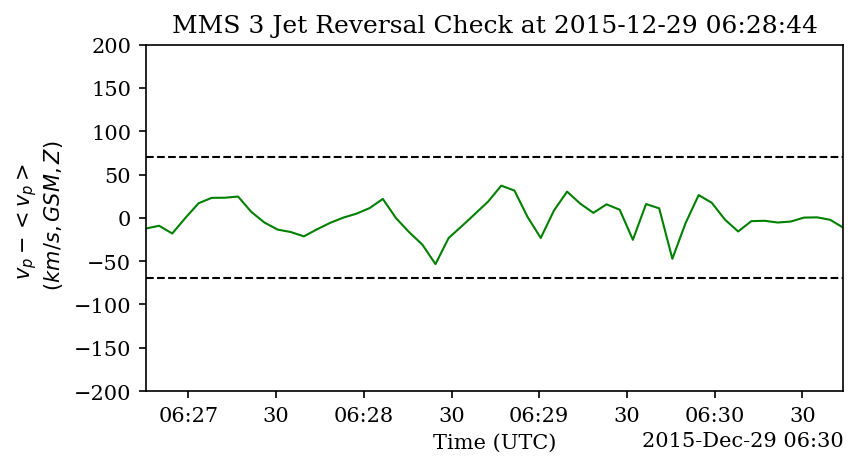 MMS 3 Jet Reversal Check at 2015-12-29 06:28:44
200
150
100
50
0
−50
−100
−150
−200
v_p − < v_p >
(km/s, GSM, Z)
06:27 30 06:28 30 06:29 30 06:30 30
Time (UTC)
2015-Dec-29 06:30